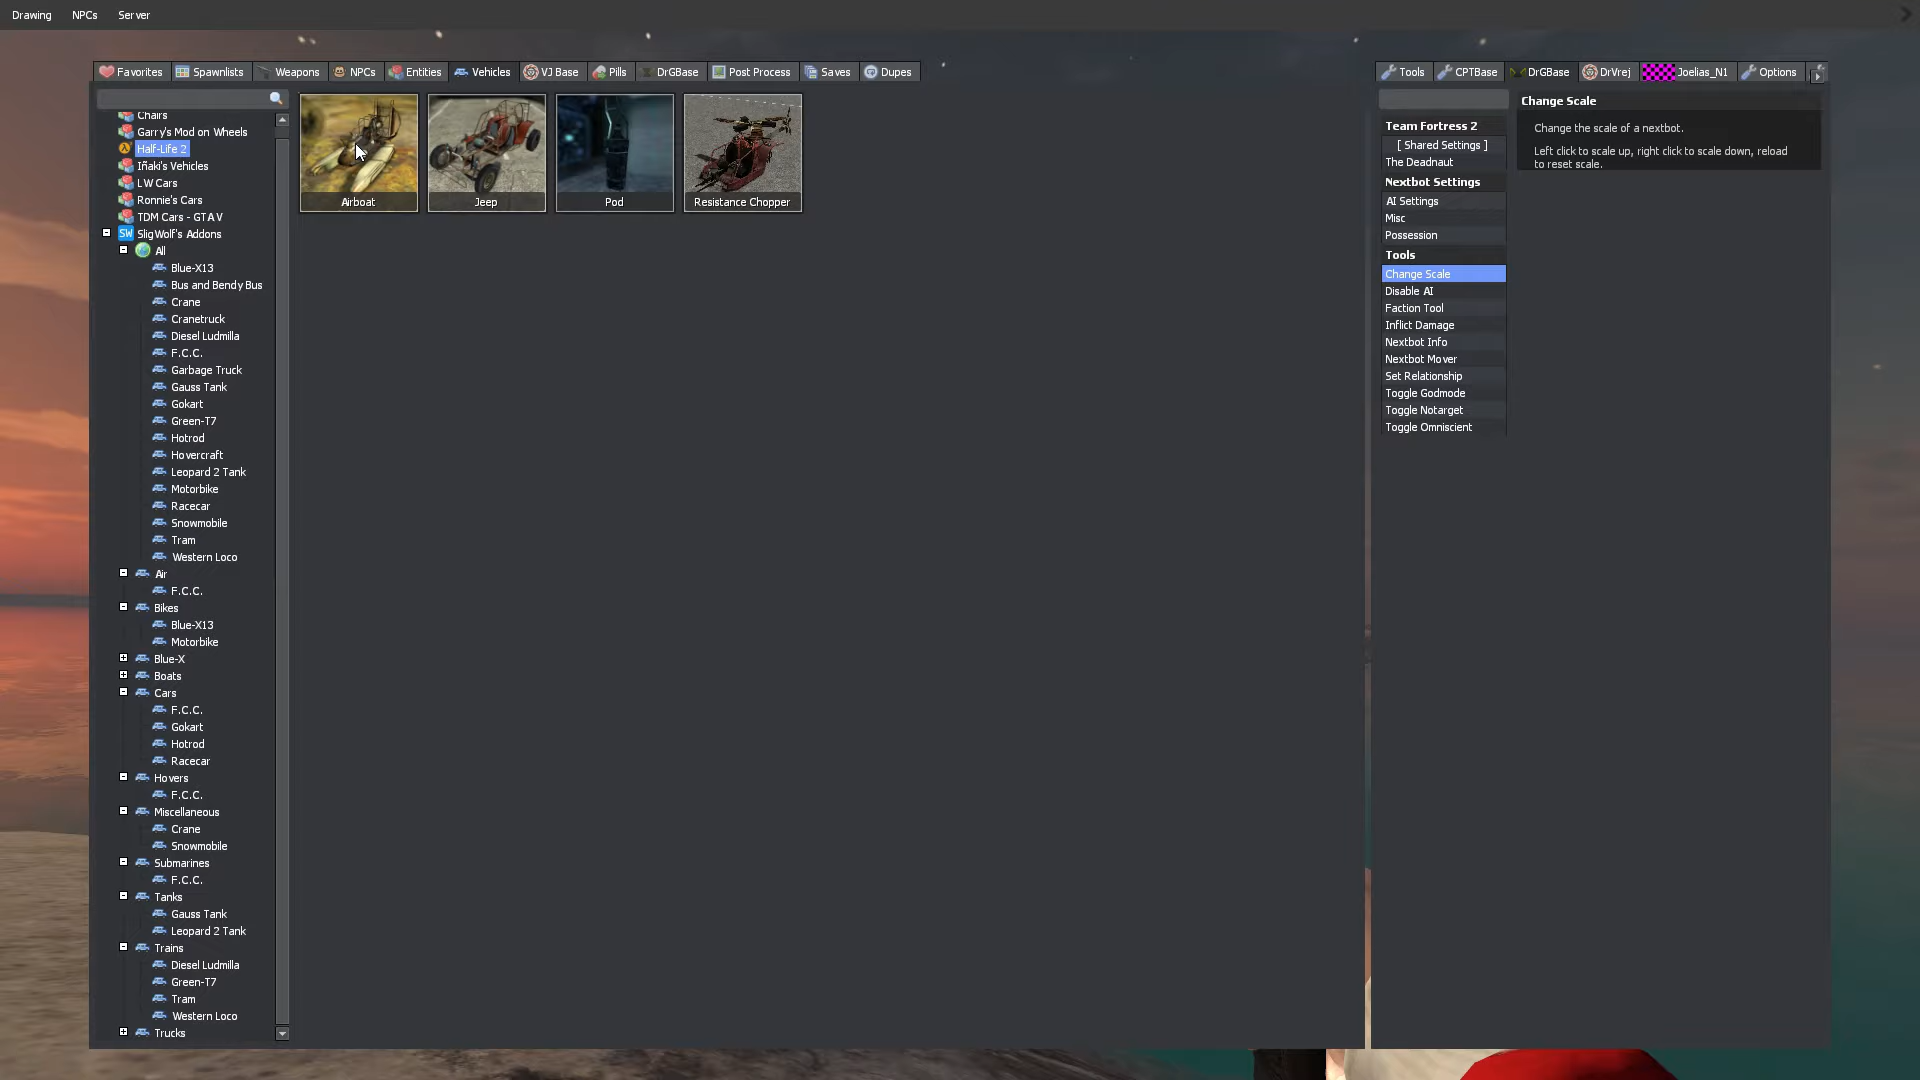 Drawing NPCs Server
Favorites Spawnlists Weapons NPCs Entities Vehicles VJ Base Pills DrGBase Post Process Saves Dupes
Chairs
Garry's Mod on Wheels
Half-Life 2
Iñaki's Vehicles
LW Cars
Ronnie's Cars
TDM Cars - GTA V
SW SligWolf's Addons
All
Blue-X13
Bus and Bendy Bus
Crane
Cranetruck
Diesel Ludmilla
F.C.C.
Garbage Truck
Gauss Tank
Gokart
Green-T7
Hotrod
Hovercraft
Leopard 2 Tank
Motorbike
Racecar
Snowmobile
Tram
Western Loco
Air
F.C.C.
Bikes
Blue-X13
Motorbike
Blue-X
Boats
Cars
F.C.C.
Gokart
Hotrod
Racecar
Hovers
F.C.C.
Miscellaneous
Crane
Snowmobile
Submarines
F.C.C.
Tanks
Gauss Tank
Leopard 2 Tank
Trains
Diesel Ludmilla
Green-T7
Tram
Western Loco
Trucks
Airboat Jeep Pod Resistance Chopper
Tools CPTBase DrGBase DrVrej Joelias_N1 Options
Team Fortress 2
[ Shared Settings ]
The Deadnaut
Nextbot Settings
AI Settings
Misc
Possession
Tools
Change Scale
Disable AI
Faction Tool
Inflict Damage
Nextbot Info
Nextbot Mover
Set Relationship
Toggle Godmode
Toggle Notarget
Toggle Omniscient
Change Scale
Change the scale of a nextbot.
Left click to scale up, right click to scale down, reload
to reset scale.